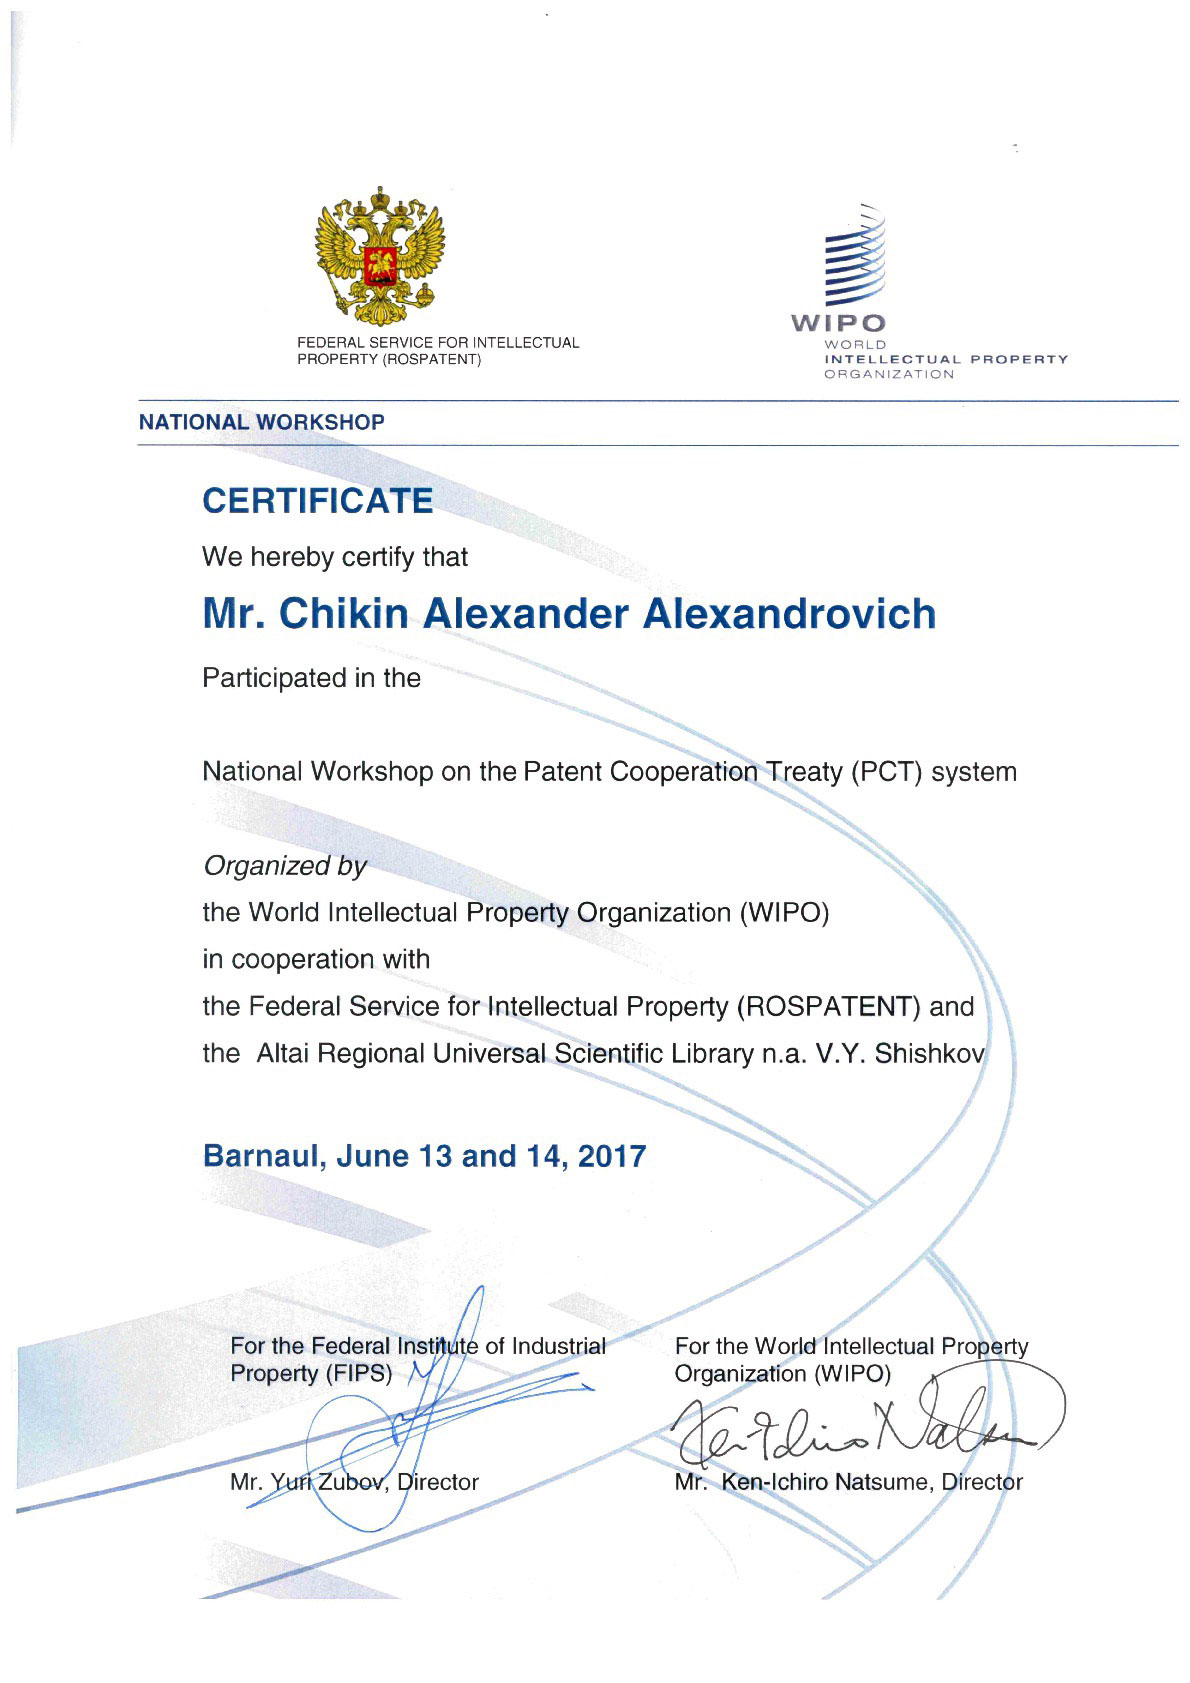 FEDERAL SERVICE FOR INTELLECTUAL
PROPERTY (ROSPATENT)
WIPO
WORLD
INTELLECTUAL PROPERTY
ORGANIZATION
NATIONAL WORKSHOP
CERTIFICATE
We hereby certify that
Mr. Chikin Alexander Alexandrovich
Participated in the
National Workshop on the Patent Cooperation Treaty (PCT) system
Organized by
the World Intellectual Property Organization (WIPO)
in cooperation with
the Federal Service for Intellectual Property (ROSPATENT) and
the Altai Regional Universal Scientific Library n.a. V.Y. Shishkov
Barnaul, June 13 and 14, 2017
For the Federal Institute of Industrial
Property (FIPS)
Mr. Yuri Zubov, Director
For the World Intellectual Property
Organization (WIPO)
Ken-Ichiro Natsume
Mr. Ken-Ichiro Natsume, Director